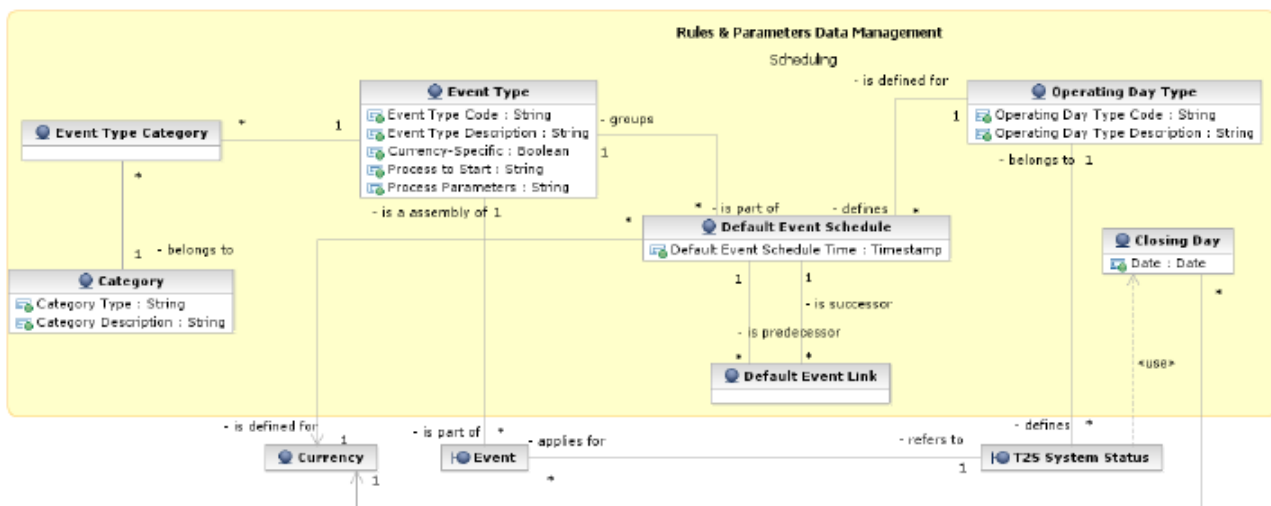 Rules & Parameters Data Management
Scheduling
- is defined for
Event Type
Event Type Code : String
Event Type Description : String
Currency-Specific : Boolean
Process to Start : String
Process Parameters : String
Operating Day Type
Operating Day Type Code : String
Operating Day Type Description : String
Event Type Category
*
1
- groups
1
1
- belongs to 1
*
- is a assembly of 1
*
* - is part of
- defines
*
Default Event Schedule
Default Event Schedule Time : Timestamp
Closing Day
Date : Date
1
- belongs to
Category
Category Type : String
Category Description : String
1
1
*
- is successor
- is predecessor
*
*
«use»
Default Event Link
- is defined for
1
- is part of *
- applies for
- refers to
- defines *
Currency
Event
T2S System Status
1
*
1